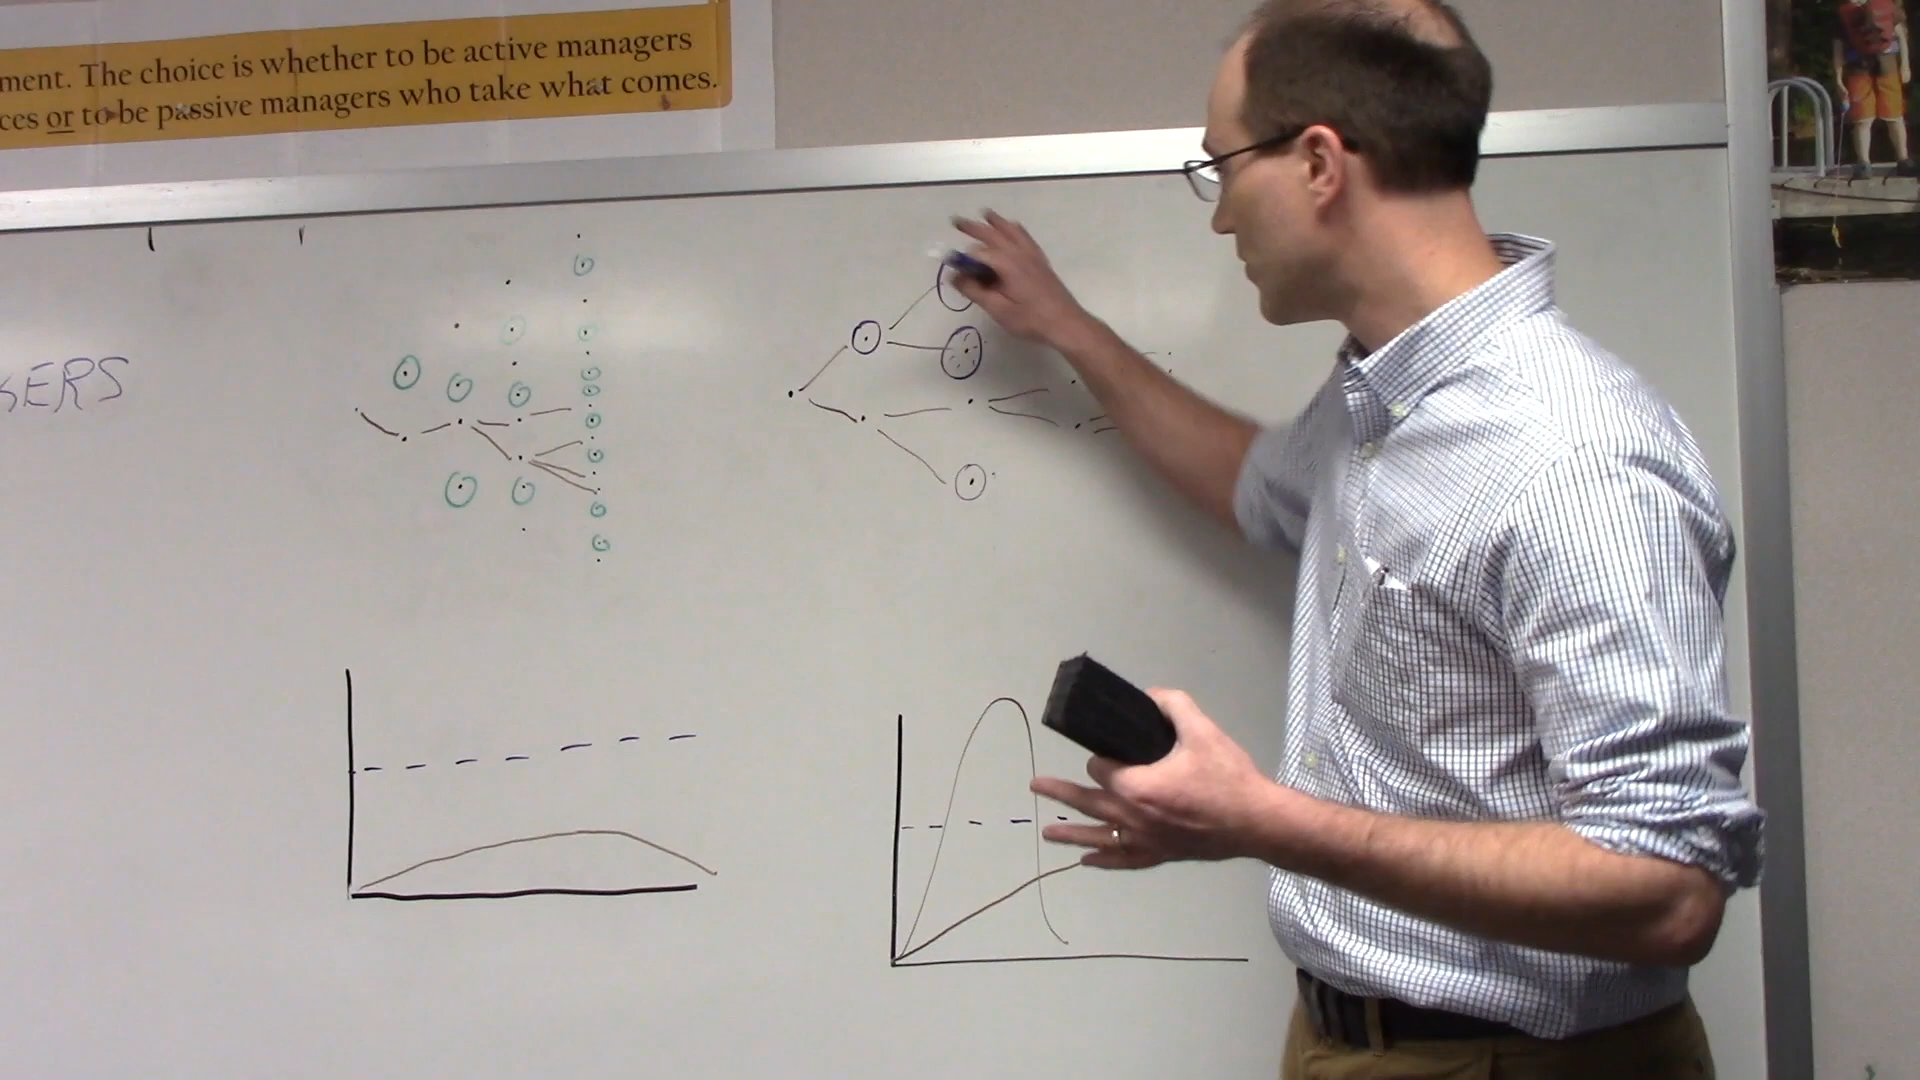 ment. The choice is whether to be active managers
ces or to be passive managers who take what comes.
GERS